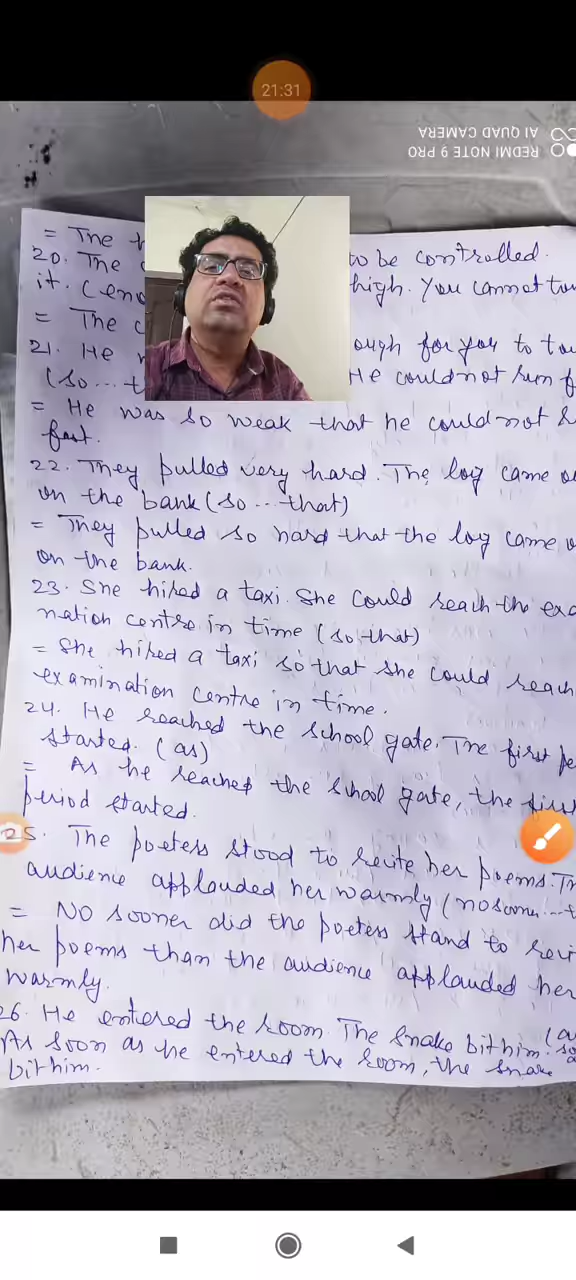 21:31
REDMI NOTE 9 PRO
AI QUAD CAMERA
= The to be controlled.
20. The high. You cannot
it. (
= The ough for you to
21. He He could not run
(so...
= He was so weak that he could not
fast.
22. They pulled very hard. The log came
on the bank (so...that)
= They pulled so hard that the log came
on the bank.
23. She hired a taxi. She could reach the exa
nation centre in time (so that)
= She hired a taxi so that she could reach
examination centre in time.
24. He reached the school gate. The first pe
started. (as)
= As he reached the school gate, the first
period started.
25. The poetess stood to recite her poems. Th
audience applauded her warmly (no sooner...t
= No sooner did the poetess stand to reci
her poems than the audience applauded her
warmly.
26. He entered the room. The snake bit him. (as
so
As soon as he entered the room, the snake
bit him.